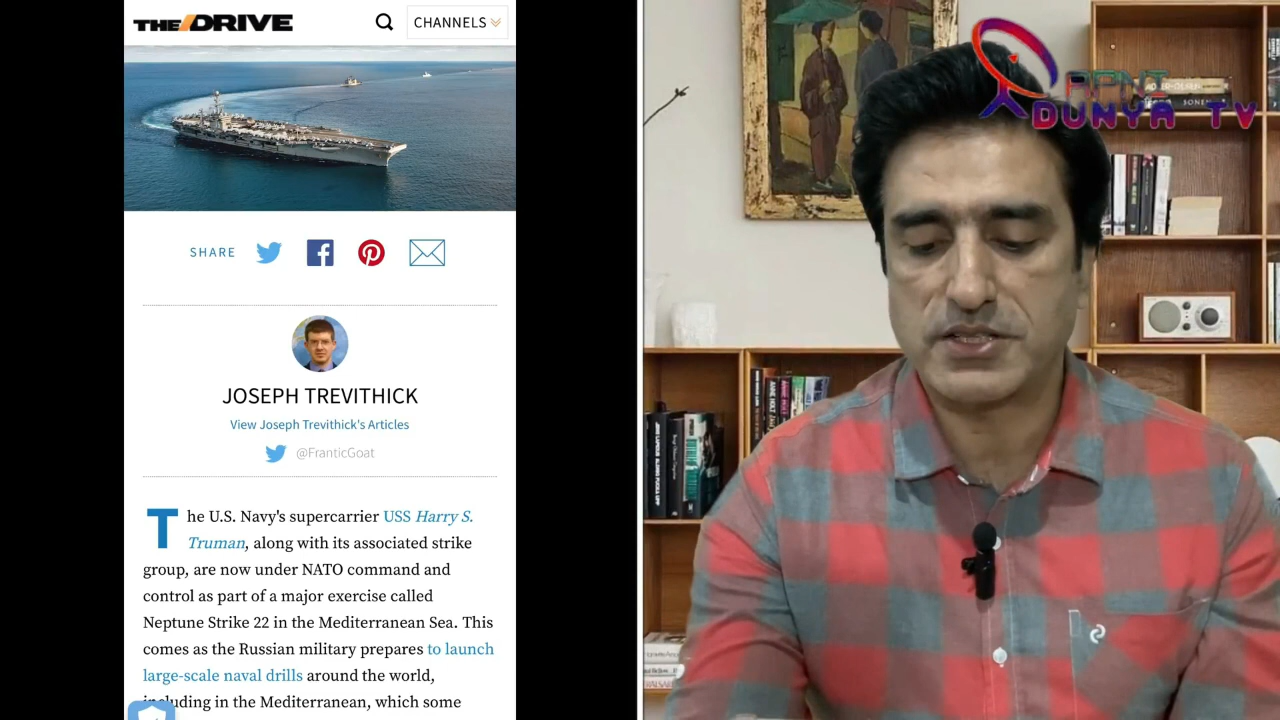 THE/DRIVE
CHANNELS
SHARE
JOSEPH TREVITHICK
View Joseph Trevithick's Articles
@FranticGoat
The U.S. Navy's supercarrier USS Harry S.
Truman, along with its associated strike
group, are now under NATO command and
control as part of a major exercise called
Neptune Strike 22 in the Mediterranean Sea. This
comes as the Russian military prepares to launch
large-scale naval drills around the world,
including in the Mediterranean, which some
APNI
DUNYA TV